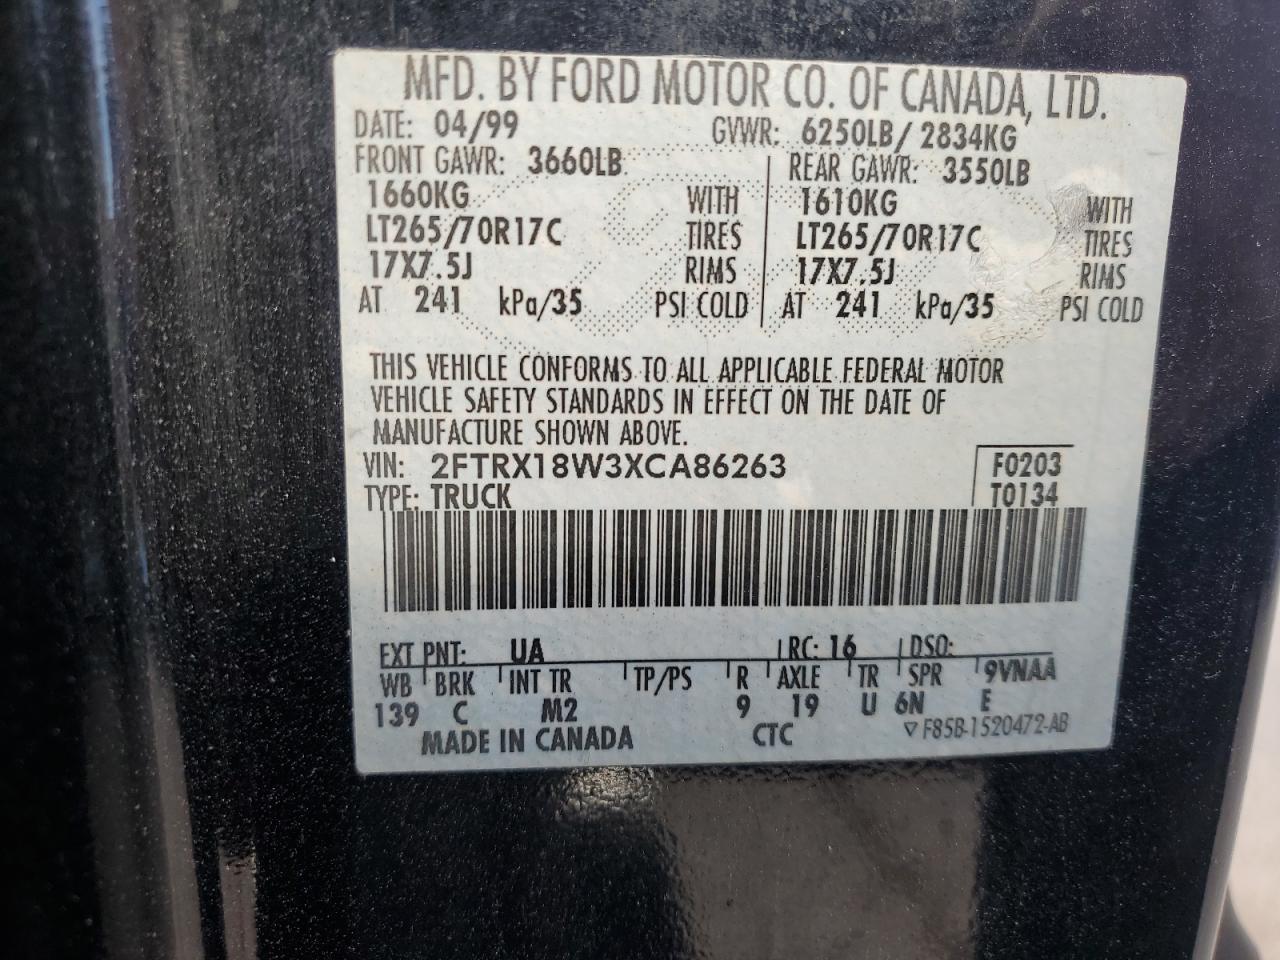 MFD. BY FORD MOTOR CO. OF CANADA, LTD.
DATE: 04/99 GVWR: 6250LB/ 2834KG
FRONT GAWR: 3660LB REAR GAWR: 3550LB
1660KG WITH 1610KG WITH
LT265/70R17C TIRES LT265/70R17C TIRES
17X7.5J RIMS 17X7.5J RIMS
AT 241 kPa/35 PSI COLD AT 241 kPa/35 PSI COLD
THIS VEHICLE CONFORMS TO ALL APPLICABLE FEDERAL MOTOR
VEHICLE SAFETY STANDARDS IN EFFECT ON THE DATE OF
MANUFACTURE SHOWN ABOVE.
VIN: 2FTRX18W3XCA86263 F0203
TYPE: TRUCK T0134
EXT PNT: UA RC: 16 DSO:
WB BRK INT TR TP/PS R AXLE TR SPR 9VNAA
139 C M2 9 19 U 6N E
MADE IN CANADA CTC ▽ F85B-1520472-AB